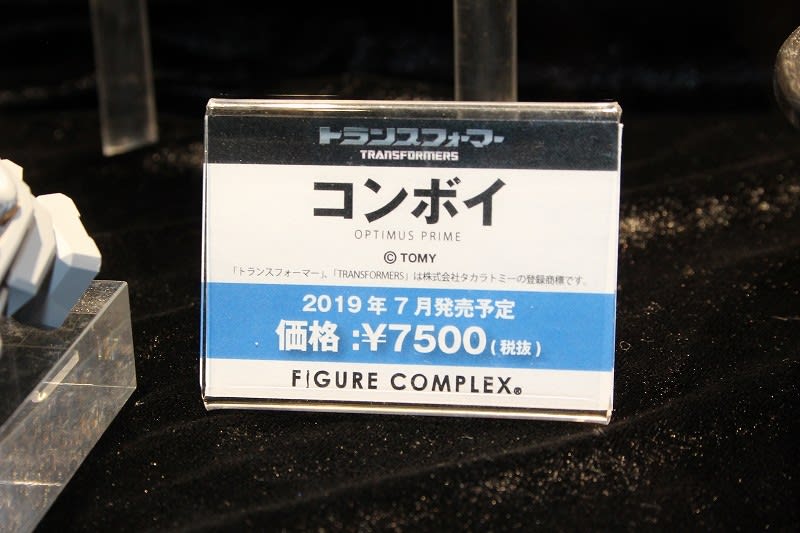 トランスフォーマー
TRANSFORMERS
コンボイ
OPTIMUS PRIME
© TOMY
「トランスフォーマー」、「TRANSFORMERS」は株式会社タカラトミーの登録商標です。
2019年7月発売予定
価格:¥7500(税抜)
FIGURE COMPLEX®